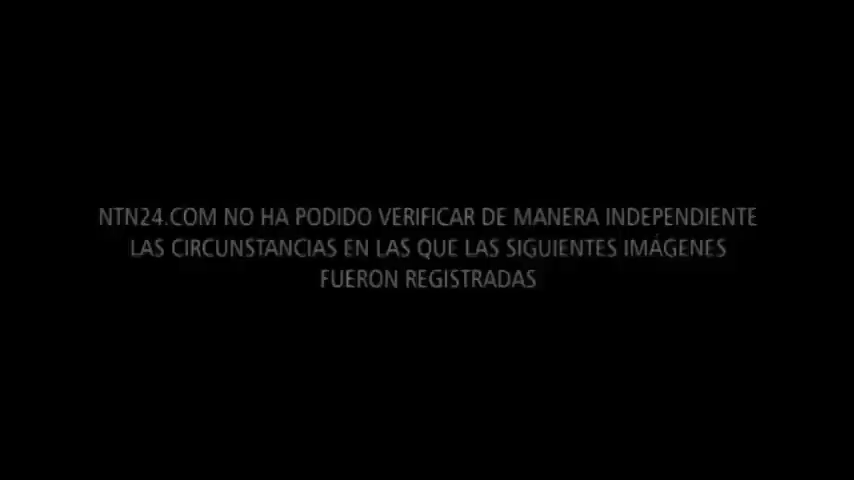 NTN24.COM NO HA PODIDO VERIFICAR DE MANERA INDEPENDIENTE
LAS CIRCUNSTANCIAS EN LAS QUE LAS SIGUIENTES IMÁGENES
FUERON REGISTRADAS